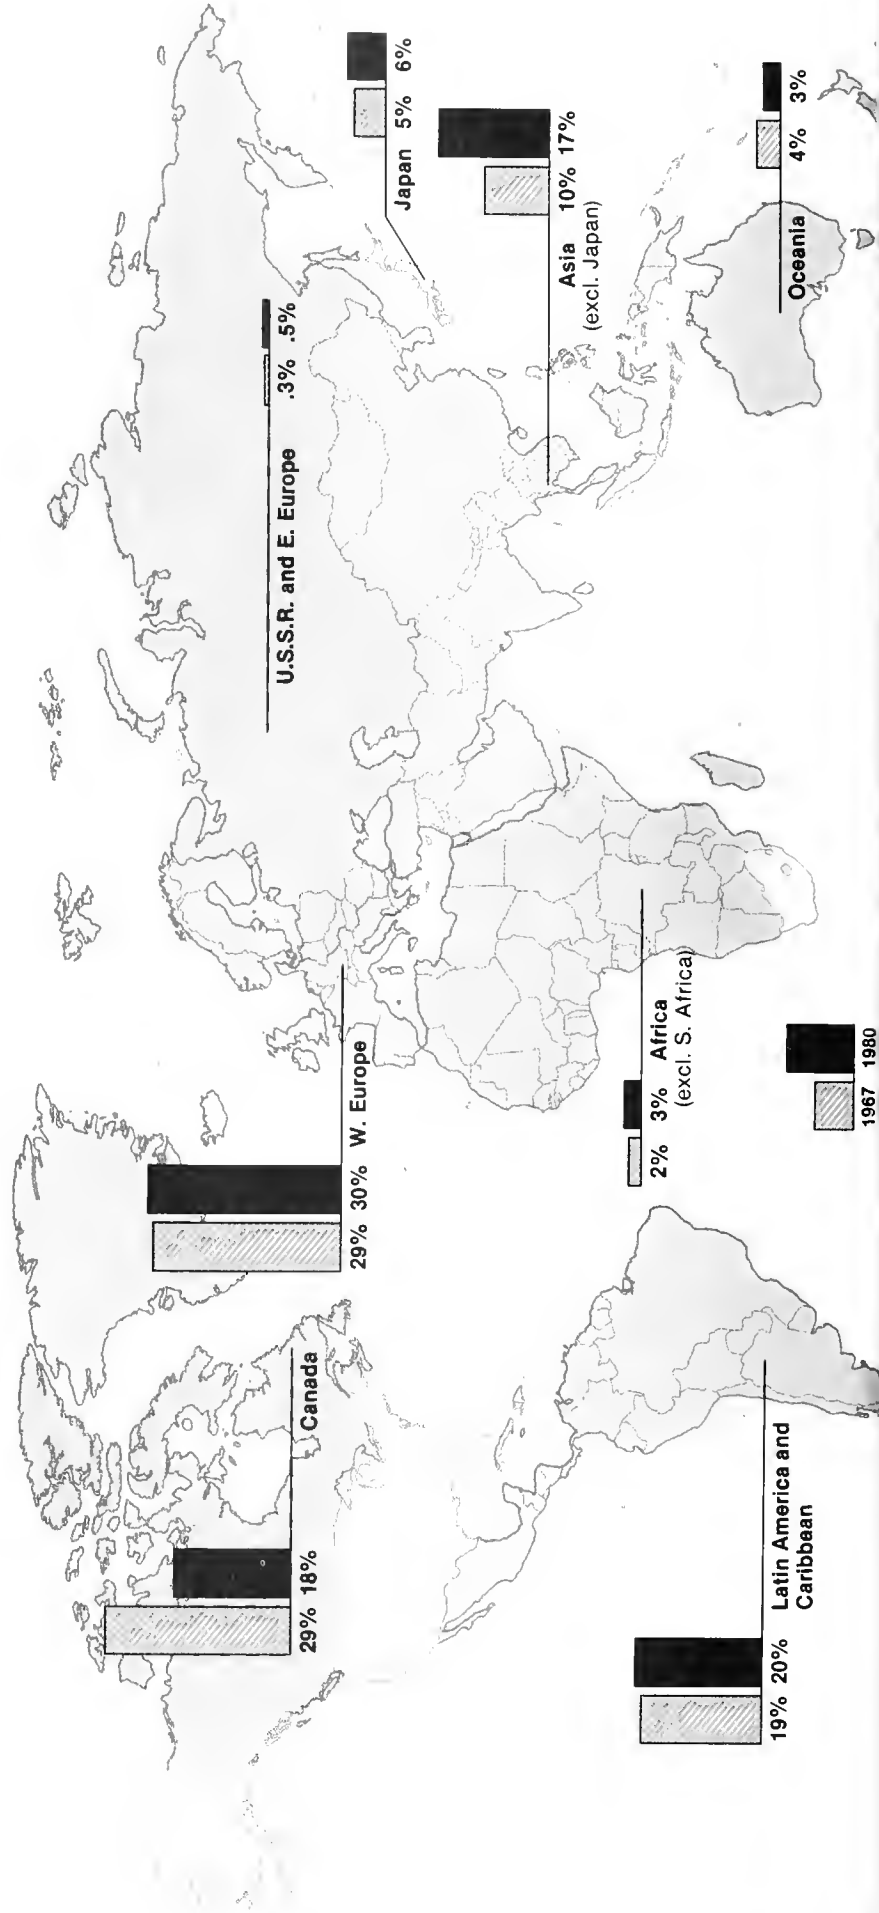 29% 18%
Canada
29% 30%
W. Europe
.3% .5%
U.S.S.R. and E. Europe
5% 6%
Japan
10% 17%
Asia
(excl. Japan)
4% 3%
Oceania
2% 3%
Africa
(excl. S. Africa)
19% 20%
Latin America and
Caribbean
1967 1980